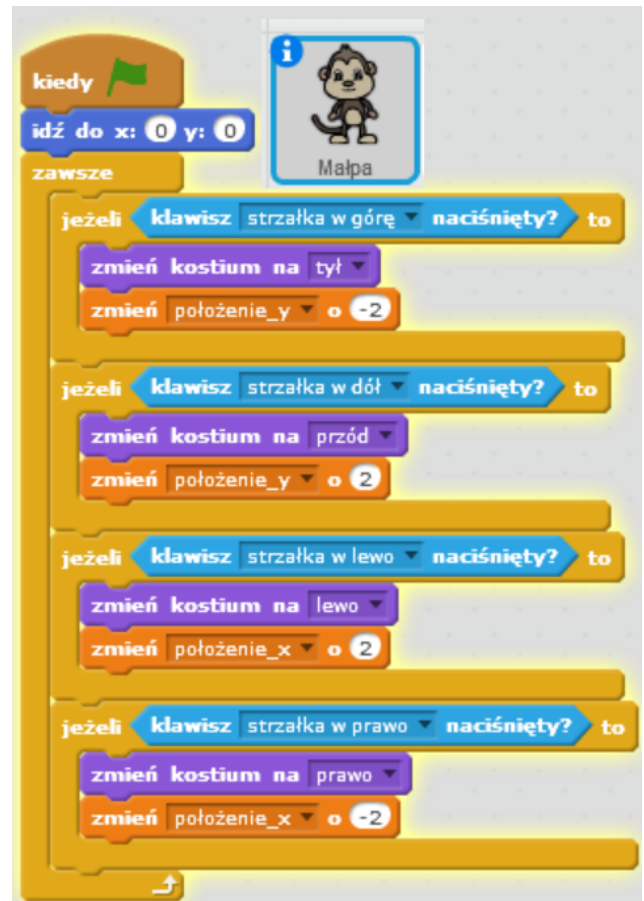 kiedy
idź do x: 0 y: 0
Małpa
zawsze
jeżeli klawisz strzałka w górę naciśnięty? to
zmień kostium na tył
zmień położenie_y o -2
jeżeli klawisz strzałka w dół naciśnięty? to
zmień kostium na przód
zmień położenie_y o 2
jeżeli klawisz strzałka w lewo naciśnięty? to
zmień kostium na lewo
zmień położenie_x o 2
jeżeli klawisz strzałka w prawo naciśnięty? to
zmień kostium na prawo
zmień położenie_x o -2